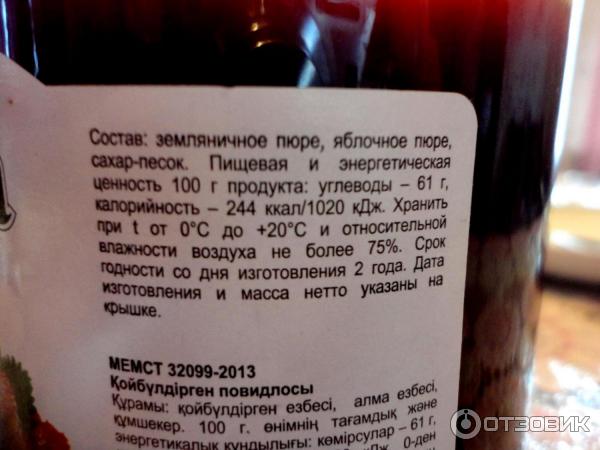 Состав: земляничное пюре, яблочное пюре,
сахар-песок. Пищевая и энергетическая
ценность 100 г продукта: углеводы – 61 г,
калорийность – 244 ккал/1020 кДж. Хранить
при t от 0°С до +20°С и относительной
влажности воздуха не более 75%. Срок
годности со дня изготовления 2 года. Дата
изготовления и масса нетто указаны на
крышке.
МЕМСТ 32099-2013
Қойбүлдірген повидлосы
Құрамы: қойбүлдірген езбесі, алма езбесі,
құмшекер. 100 г. өнімнің тағамдық және
энергетикалық құндылығы: көмірсулар – 61 г,
кДж. 0-ден
ОТЗОВИК